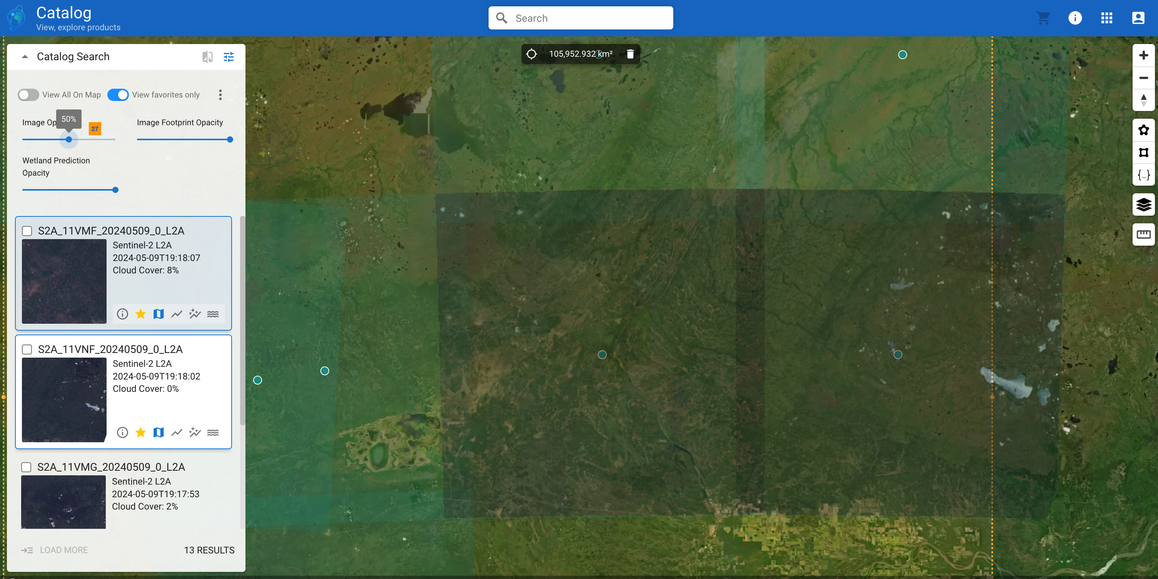 Catalog
View, explore products
Search
Catalog Search
105,952.932 km²
View All On Map
View favorites only
50%
27
Image Op
Image Footprint Opacity
Wetland Prediction
Opacity
{..}
S2A_11VMF_20240509_0_L2A
Sentinel-2 L2A
2024-05-09T19:18:07
Cloud Cover: 8%
S2A_11VNF_20240509_0_L2A
Sentinel-2 L2A
2024-05-09T19:18:02
Cloud Cover: 0%
S2A_11VMG_20240509_0_L2A
Sentinel-2 L2A
2024-05-09T19:17:53
Cloud Cover: 2%
LOAD MORE
13 RESULTS